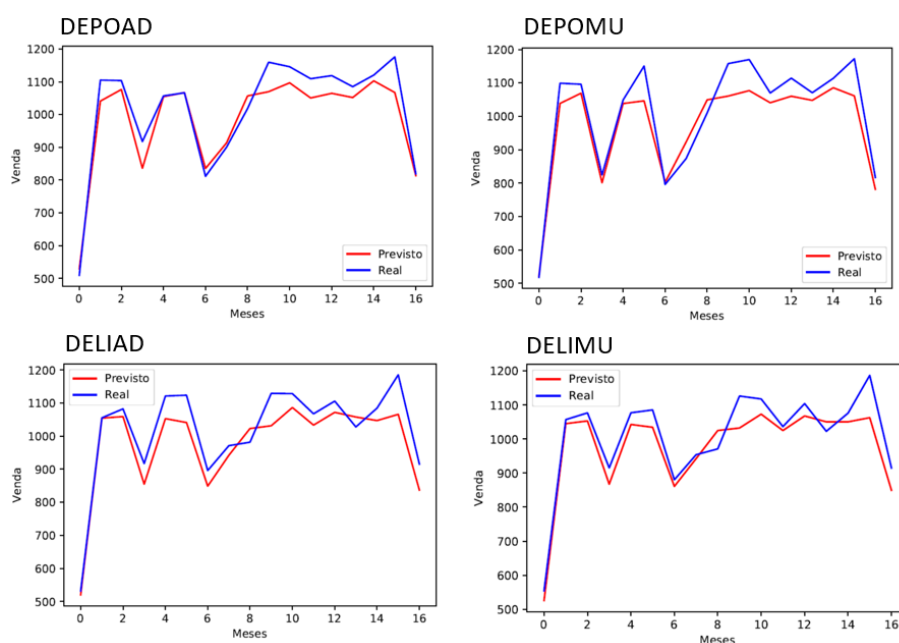 DEPOAD
1200
1100
1000
900
800
700
600
500
Venda
Previsto
Real
0 2 4 6 8 10 12 14 16
Meses
DEPOMU
1200
1100
1000
900
800
700
600
500
Venda
Previsto
Real
0 2 4 6 8 10 12 14 16
Meses
DELIAD
1200
1100
1000
900
800
700
600
500
Venda
Previsto
Real
0 2 4 6 8 10 12 14 16
Meses
DELIMU
1200
1100
1000
900
800
700
600
500
Venda
Previsto
Real
0 2 4 6 8 10 12 14 16
Meses